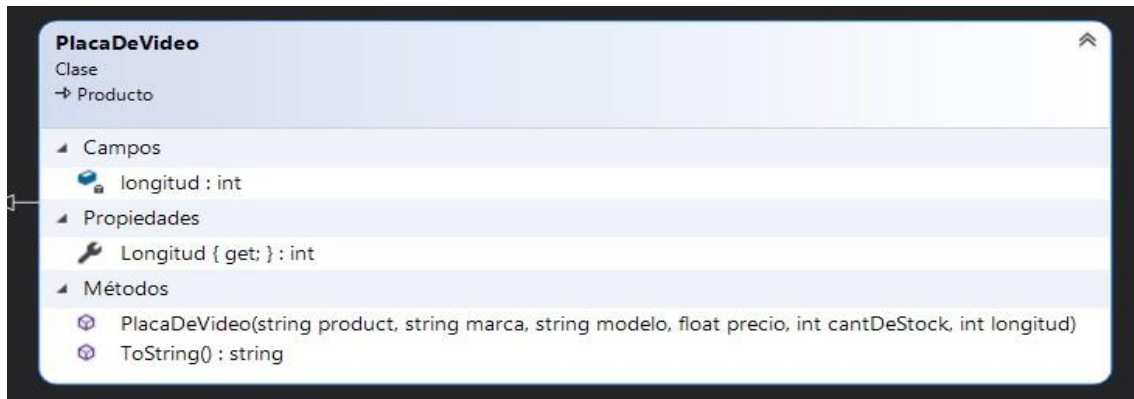 PlacaDeVideo
Clase
Producto
Campos
longitud : int
Propiedades
Longitud { get; } : int
Métodos
PlacaDeVideo(string product, string marca, string modelo, float precio, int cantDeStock, int longitud)
ToString() : string